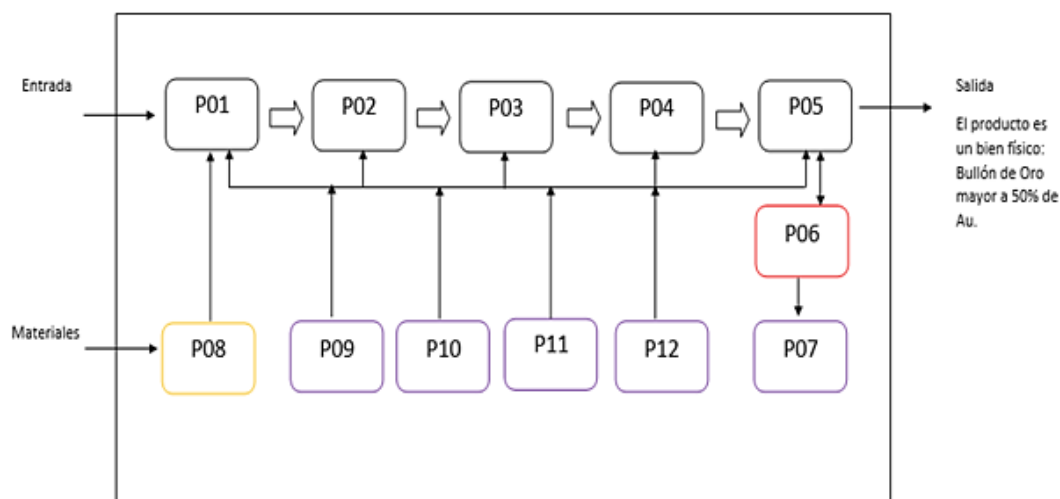 Entrada
P01
P02
P03
P04
P05
Salida
El producto es
un bien físico:
Bullón de Oro
mayor a 50% de
Au.
P06
Materiales
P08
P09
P10
P11
P12
P07